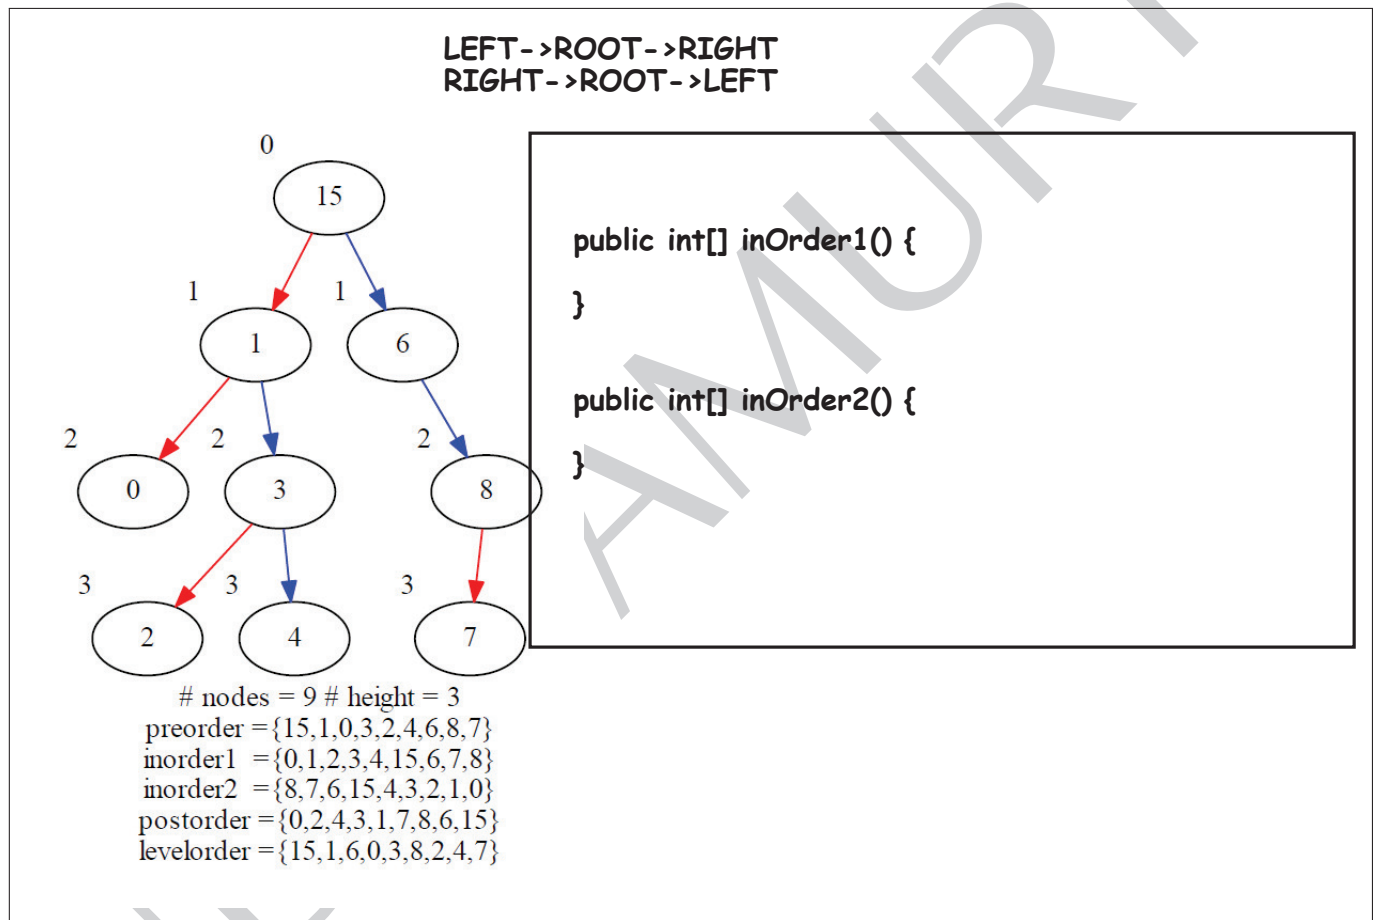 LEFT->ROOT->RIGHT
RIGHT->ROOT->LEFT
0
15
1
1
1
6
2
0
2
3
2
8
3
2
3
4
3
7
# nodes = 9 # height = 3
preorder ={15,1,0,3,2,4,6,8,7}
inorder1 ={0,1,2,3,4,15,6,7,8}
inorder2 ={8,7,6,15,4,3,2,1,0}
postorder ={0,2,4,3,1,7,8,6,15}
levelorder ={15,1,6,0,3,8,2,4,7}
public int[] inOrder1() {
}
public int[] inOrder2() {
}
AMURT